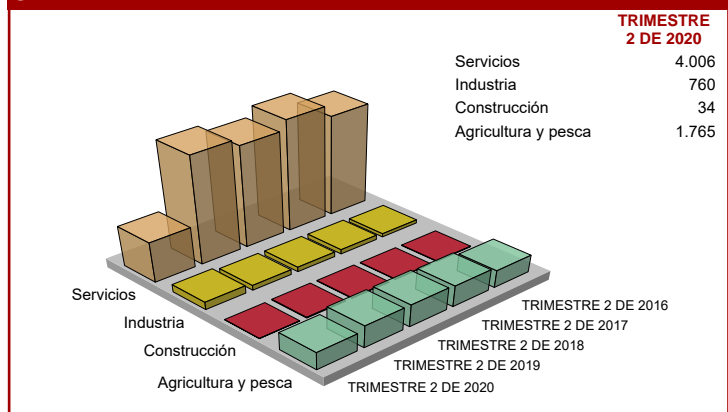 TRIMESTRE
2 DE 2020
Servicios 4.006
Industria 760
Construcción 34
Agricultura y pesca 1.765
Servicios
Industria
Construcción
Agricultura y pesca
TRIMESTRE 2 DE 2016
TRIMESTRE 2 DE 2017
TRIMESTRE 2 DE 2018
TRIMESTRE 2 DE 2019
TRIMESTRE 2 DE 2020